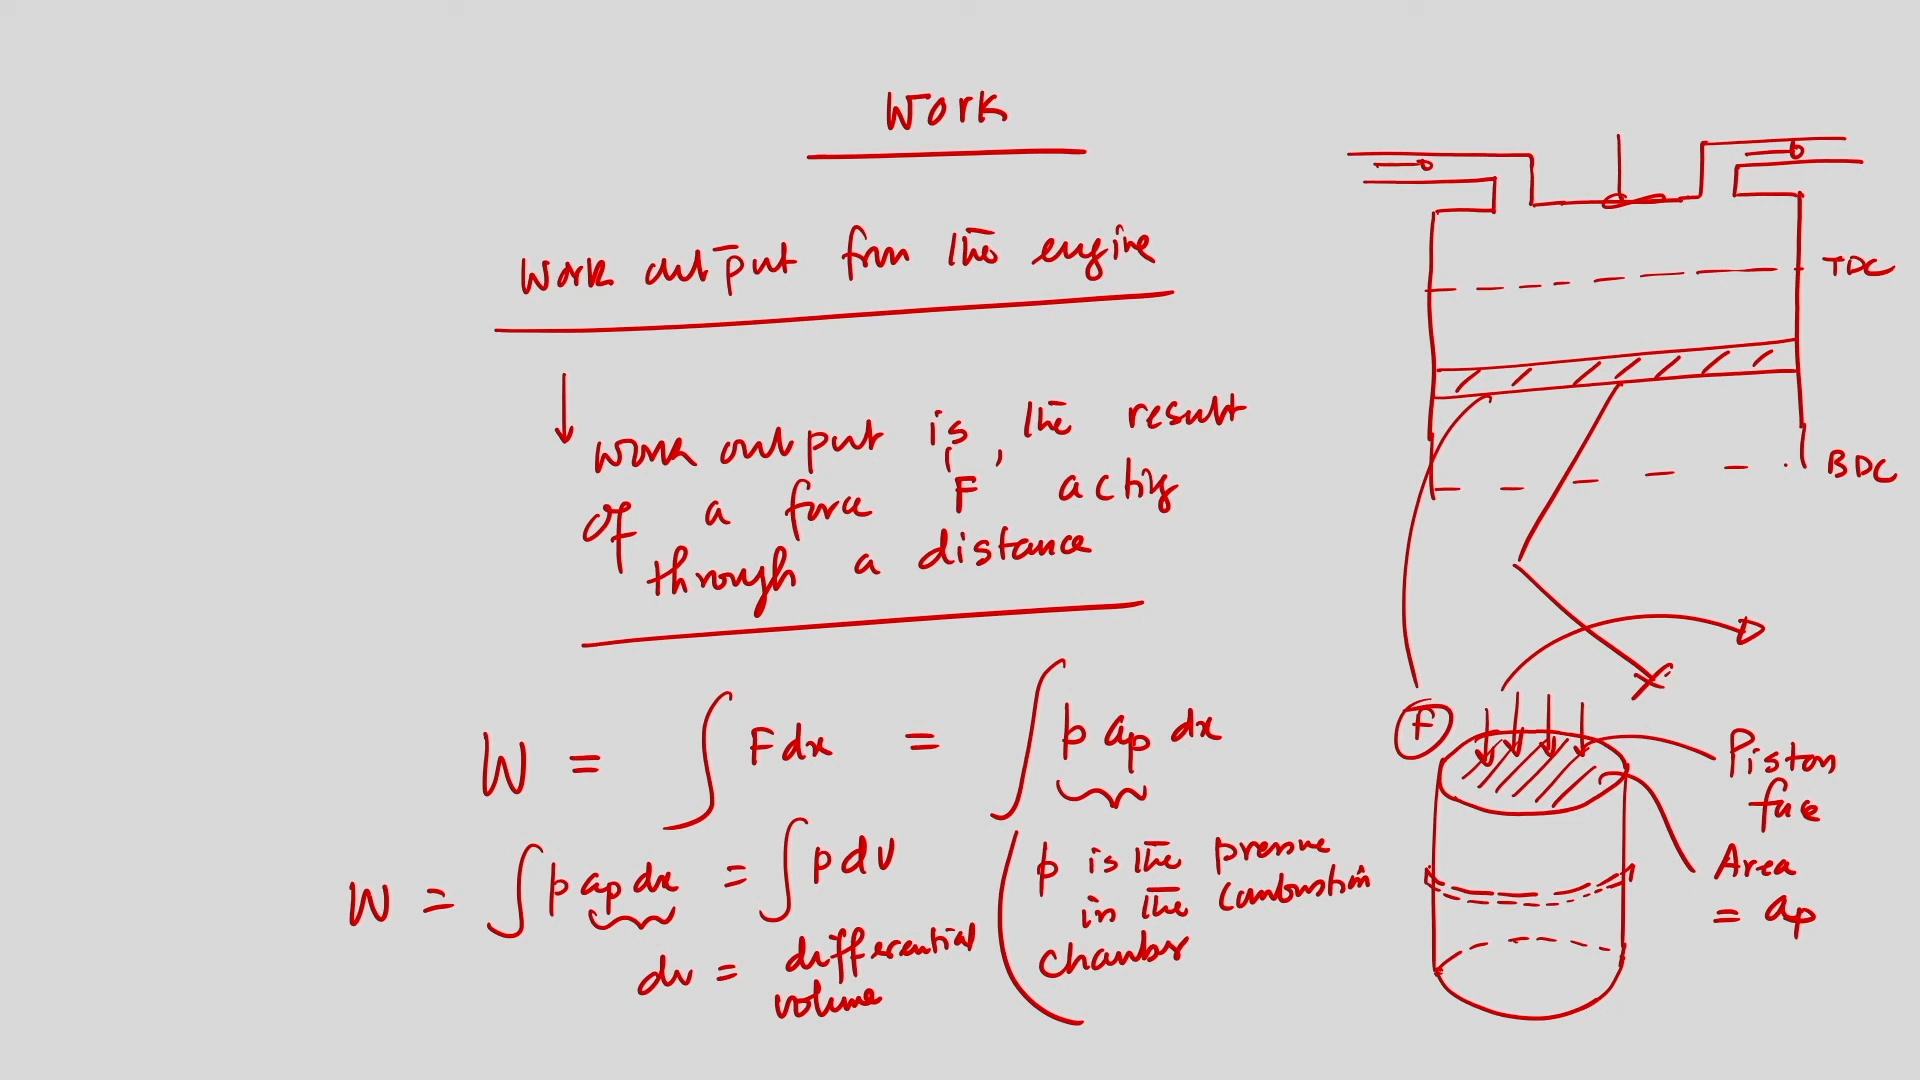 Work
Work output from the engine
↓ Work output is, the result
of a force F acting
through a distance
W = ∫ F dx = ∫ p aₚ dx
W = ∫ p aₚ dx = ∫ p dv
dv = differential
volume
p is the pressure
in the combustion
chamber
TDC
BDC
F
Piston
face
Area
= aₚ